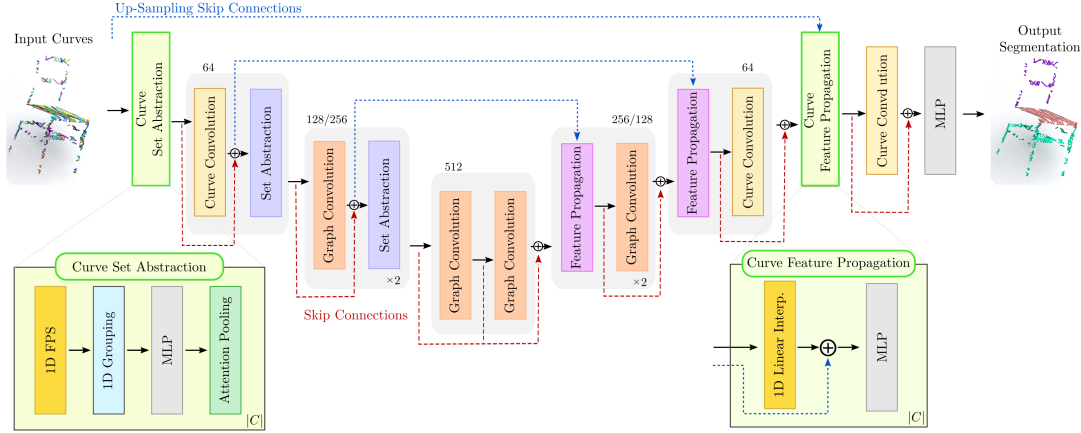 Up-Sampling Skip Connections
Input Curves
Curve
Set Abstraction
64
Curve Convolution
Set Abstraction
128/256
Graph Convolution
Set Abstraction
×2
512
Graph Convolution
Graph Convolution
256/128
Feature Propagation
Graph Convolution
×2
64
Feature Propagation
Curve Convolution
Curve
Feature Propagation
Curve Convd ution
MLP
Output
Segmentation
Skip Connections
Curve Set Abstraction
1D FPS
1D Grouping
MLP
Attention Pooling
|C|
Curve Feature Propagation
1D Linear Interp.
MLP
|C|